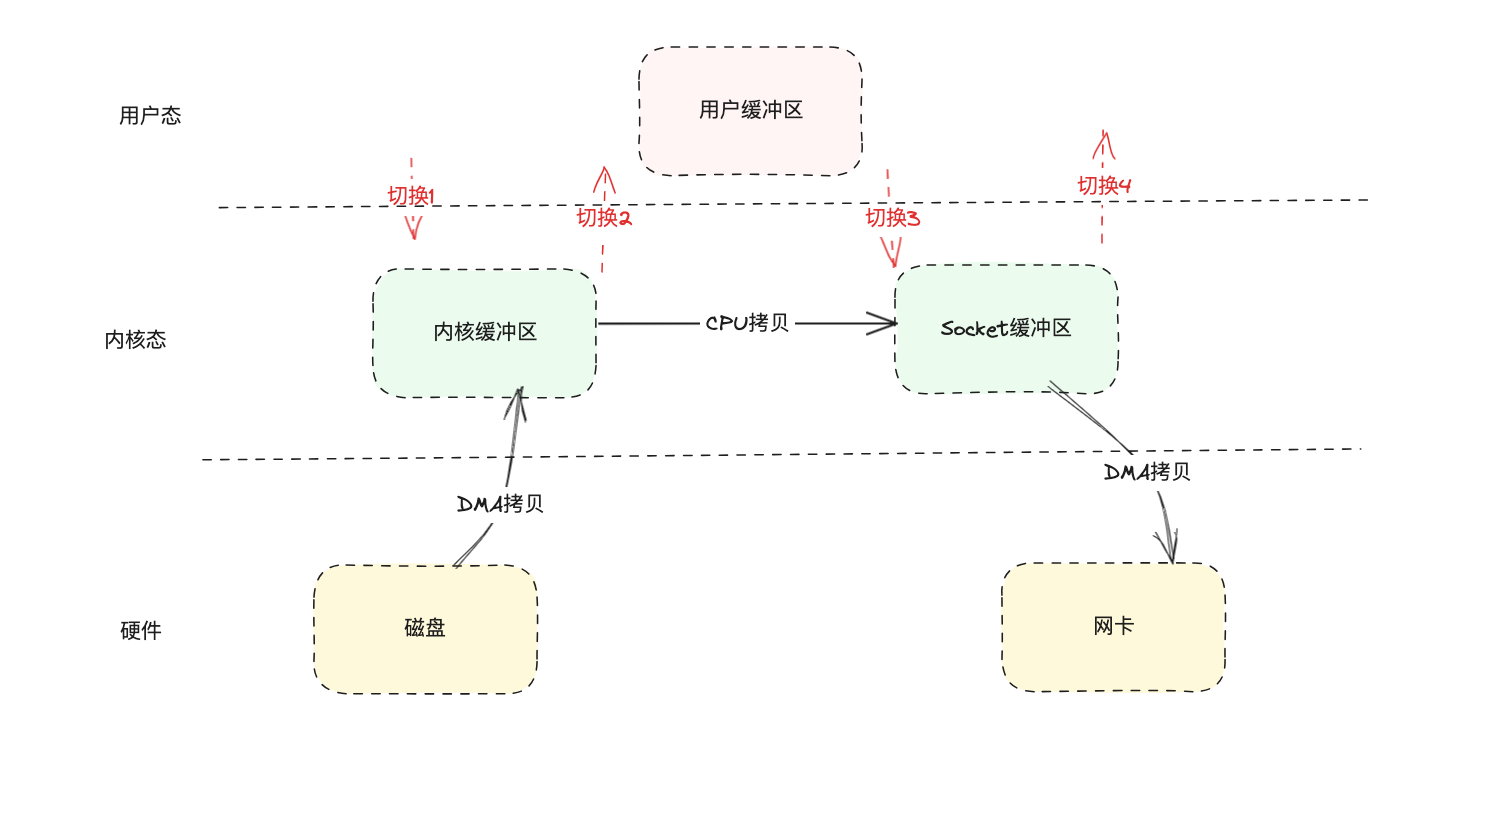 用户缓冲区
用户态
切换1
切换2
切换3
切换4
内核态
内核缓冲区
CPU拷贝
Socket缓冲区
DMA拷贝
DMA拷贝
硬件
磁盘
网卡